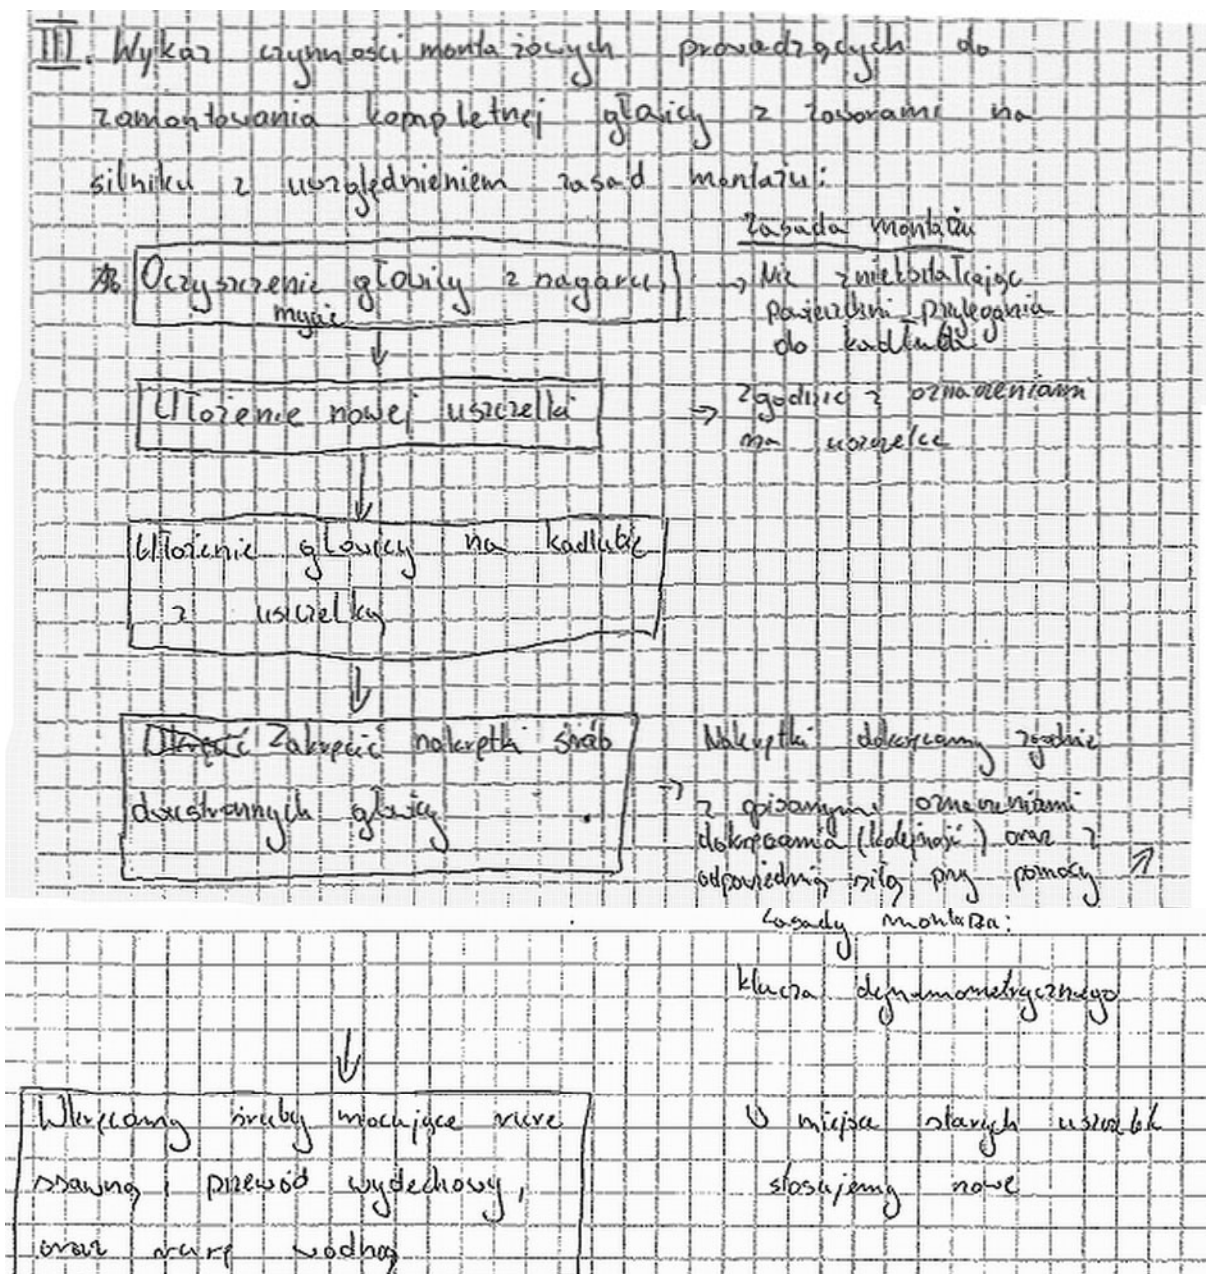 III. Wykaz czynności montażowych prowadzących do
zamontowania kompletnej głowicy z zaworami na
silniku z uwzględnieniem zasad montażu:
Zasada montażu
Oczyszczenie głowicy z nagaru,
myć
→ Nie zniekształcając
powierzchni przylegania
do kadłuba
↓
Ułożenie nowej uszczelki
→ Zgodnie z oznaczeniami
na uszczelce
↓
Ułożenie głowicy na kadłubie
z uszczelką
↓
Zakręcić nakrętki śrub
dwustronnych głowicy
→ Nakrętki dokręcamy zgodnie
z opisanymi oznaczeniami
dokręcania (kolejność) oraz z
odpowiednią siłą przy pomocy
Zasady montażu:
klucza dynamometrycznego
↓
Wkręcamy śruby mocujące rure
ssawną, przewód wydechowy,
oraz rurę wodną
W miejsce starych uszczelek
stosujemy nowe